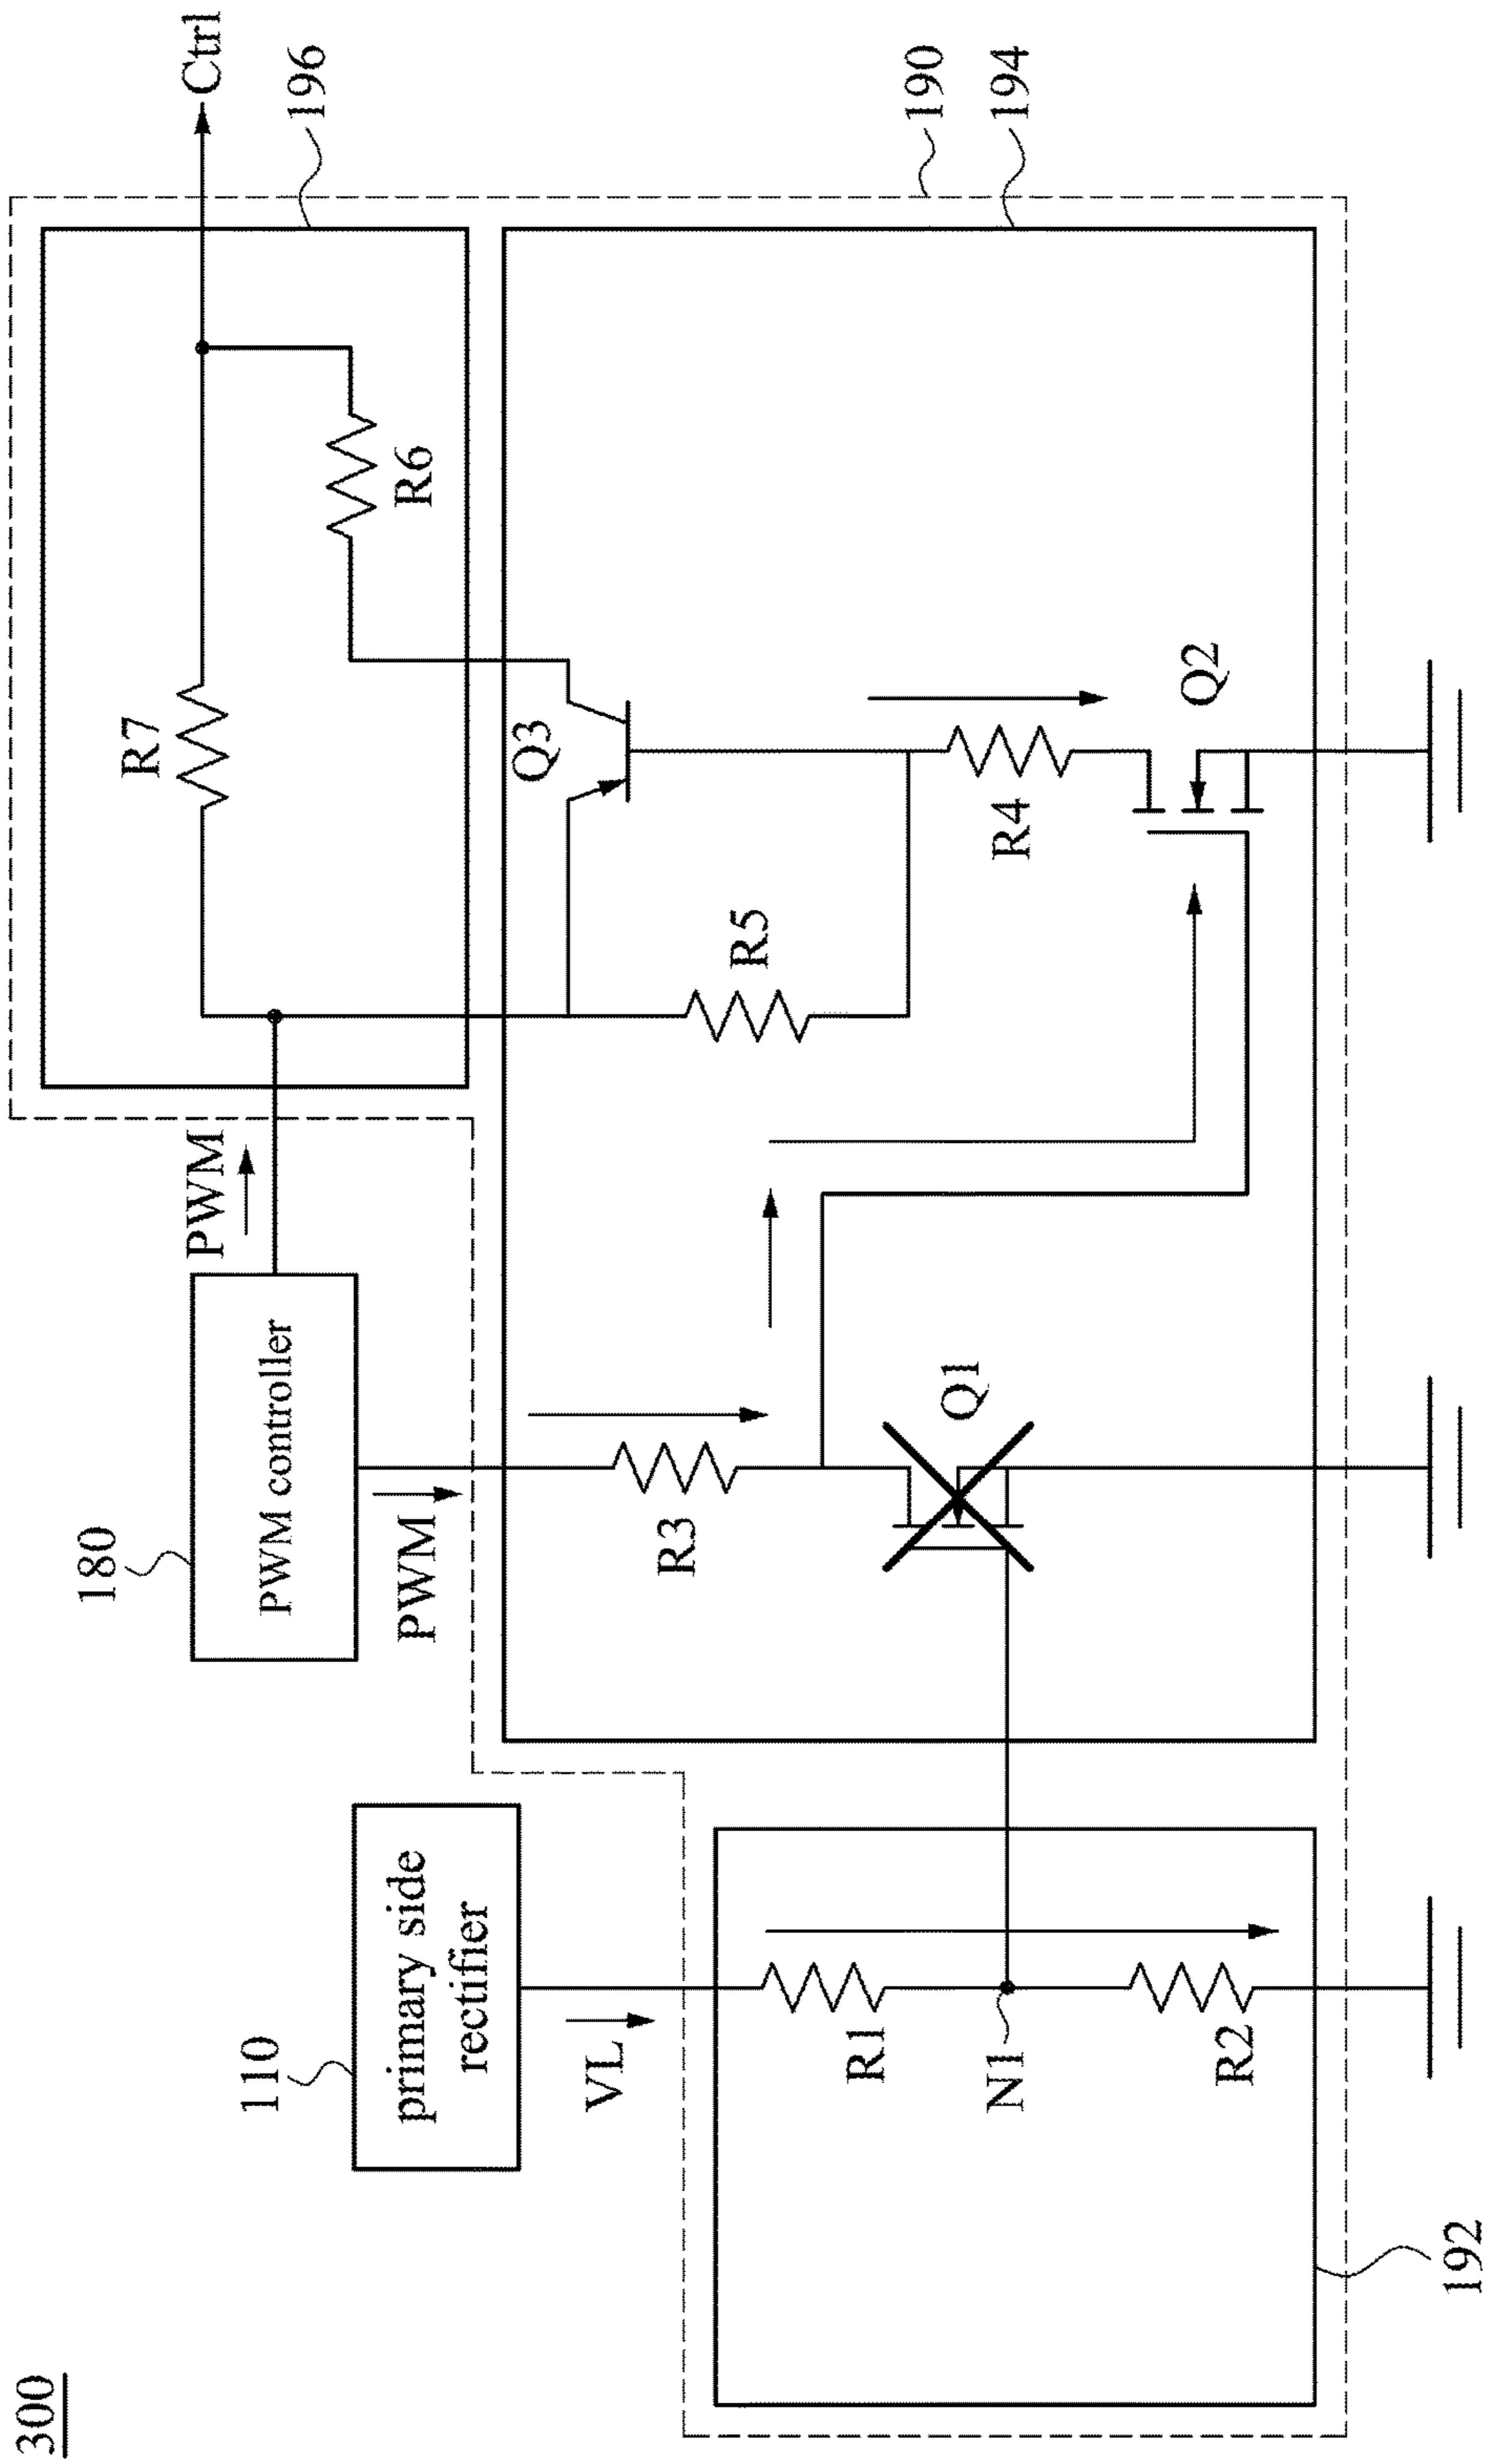 300
110
primary side
rectifier
VL
R1
N1
R2
192
180
PWM controller
PWM
PWM
R3
Q1
R5
R4
Q2
Q3
R7
R6
Ctrl
196
190
194